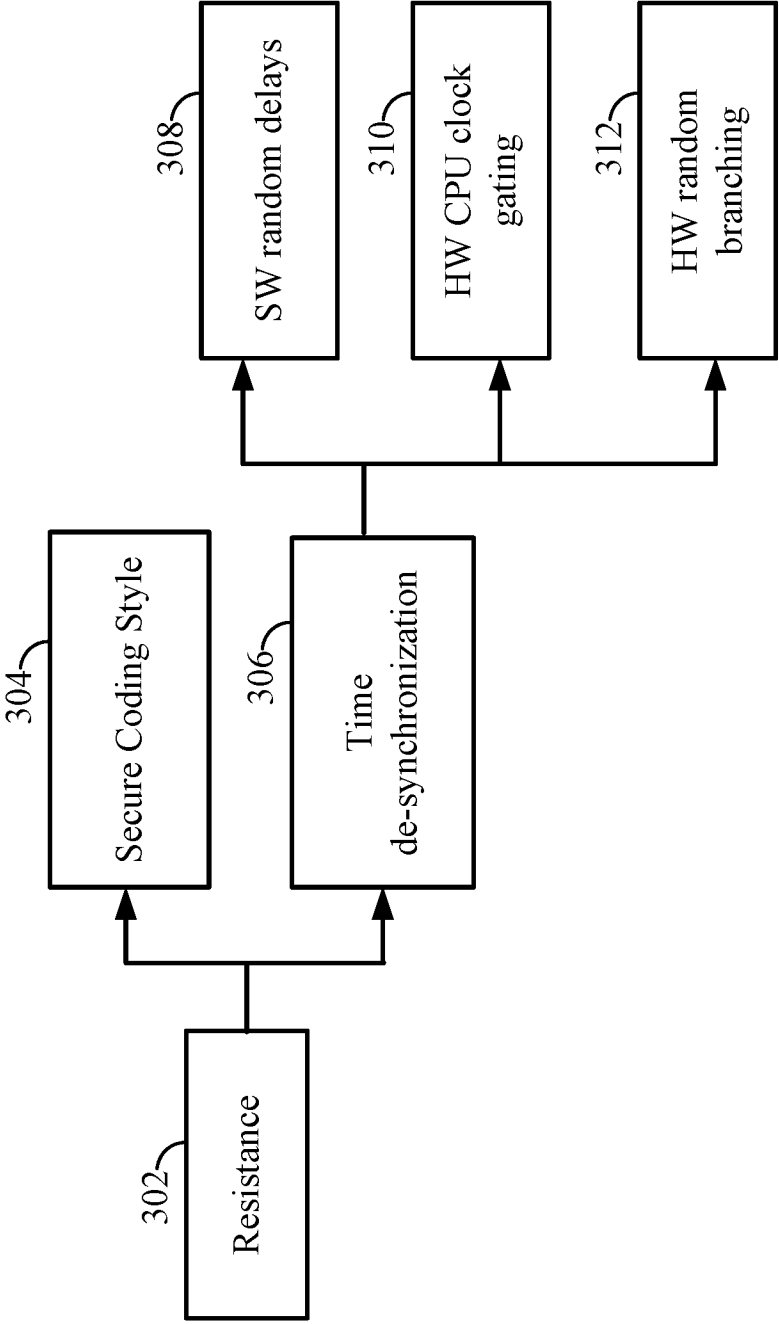 302
Resistance
304
Secure Coding Style
306
Time
de-synchronization
308
SW random delays
310
HW CPU clock
gating
312
HW random
branching